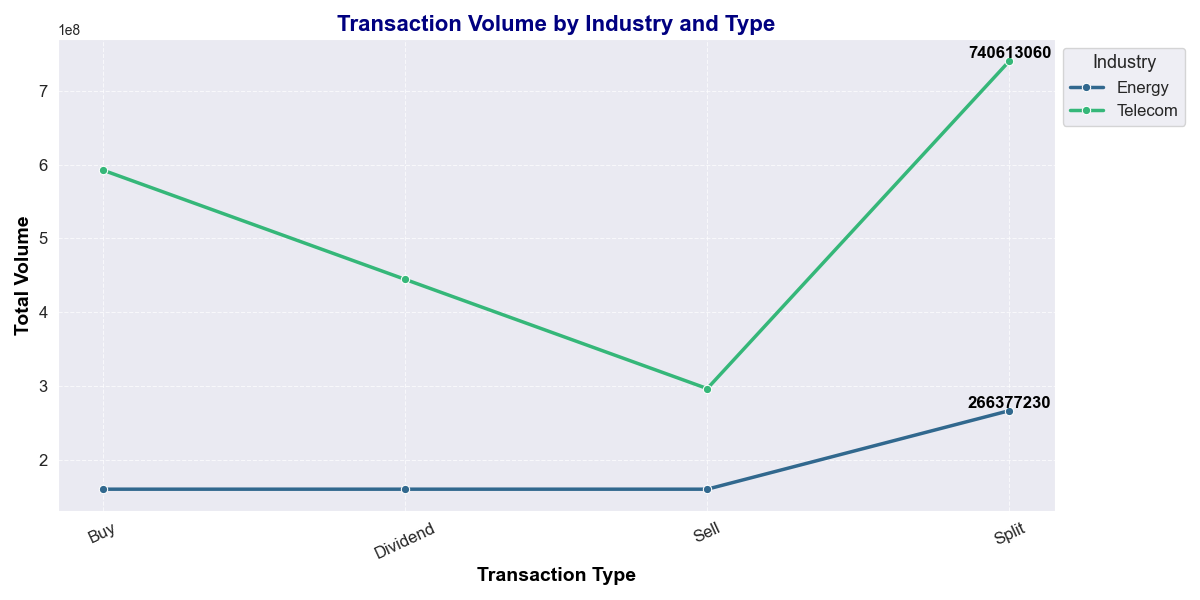 Transaction Volume by Industry and Type
1e8
7
6
5
4
3
2
Total Volume
740613060
266377230
Buy
Dividend
Sell
Split
Transaction Type
Industry
Energy
Telecom